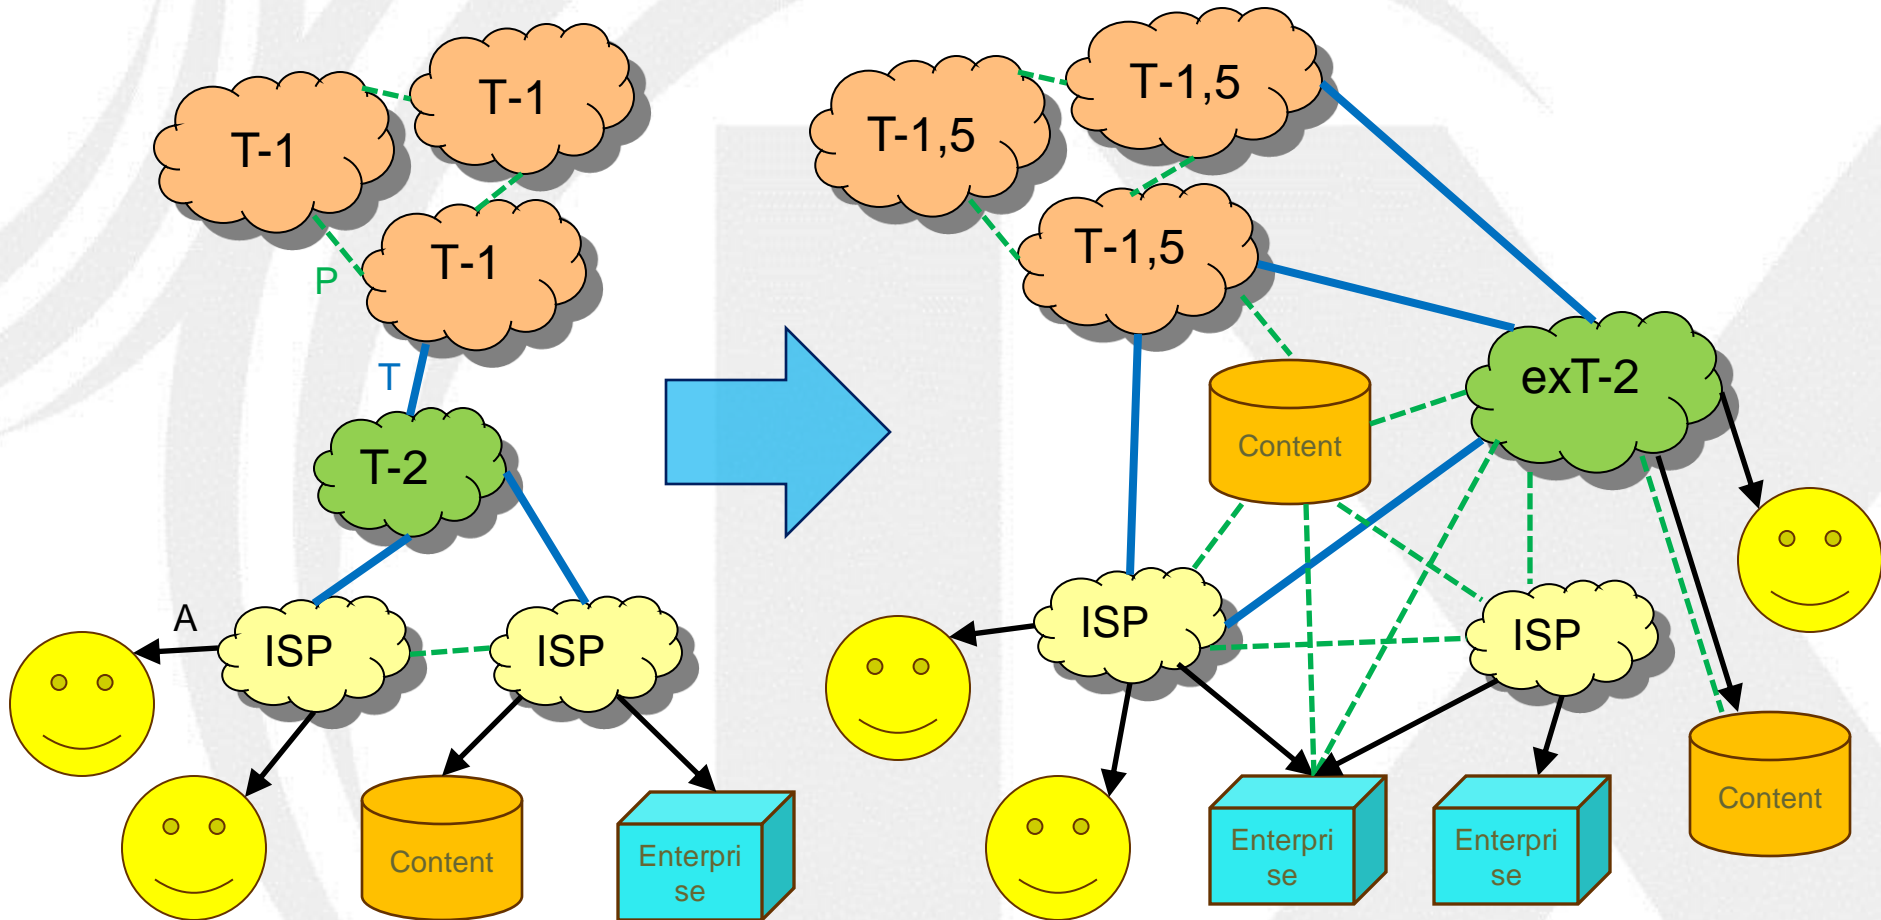 T-1
T-1
T-1
P
T
T-2
A
ISP
ISP
Content
Enterpri
se
T-1,5
T-1,5
T-1,5
exT-2
Content
ISP
ISP
Content
Enterpri
se
Enterpri
se